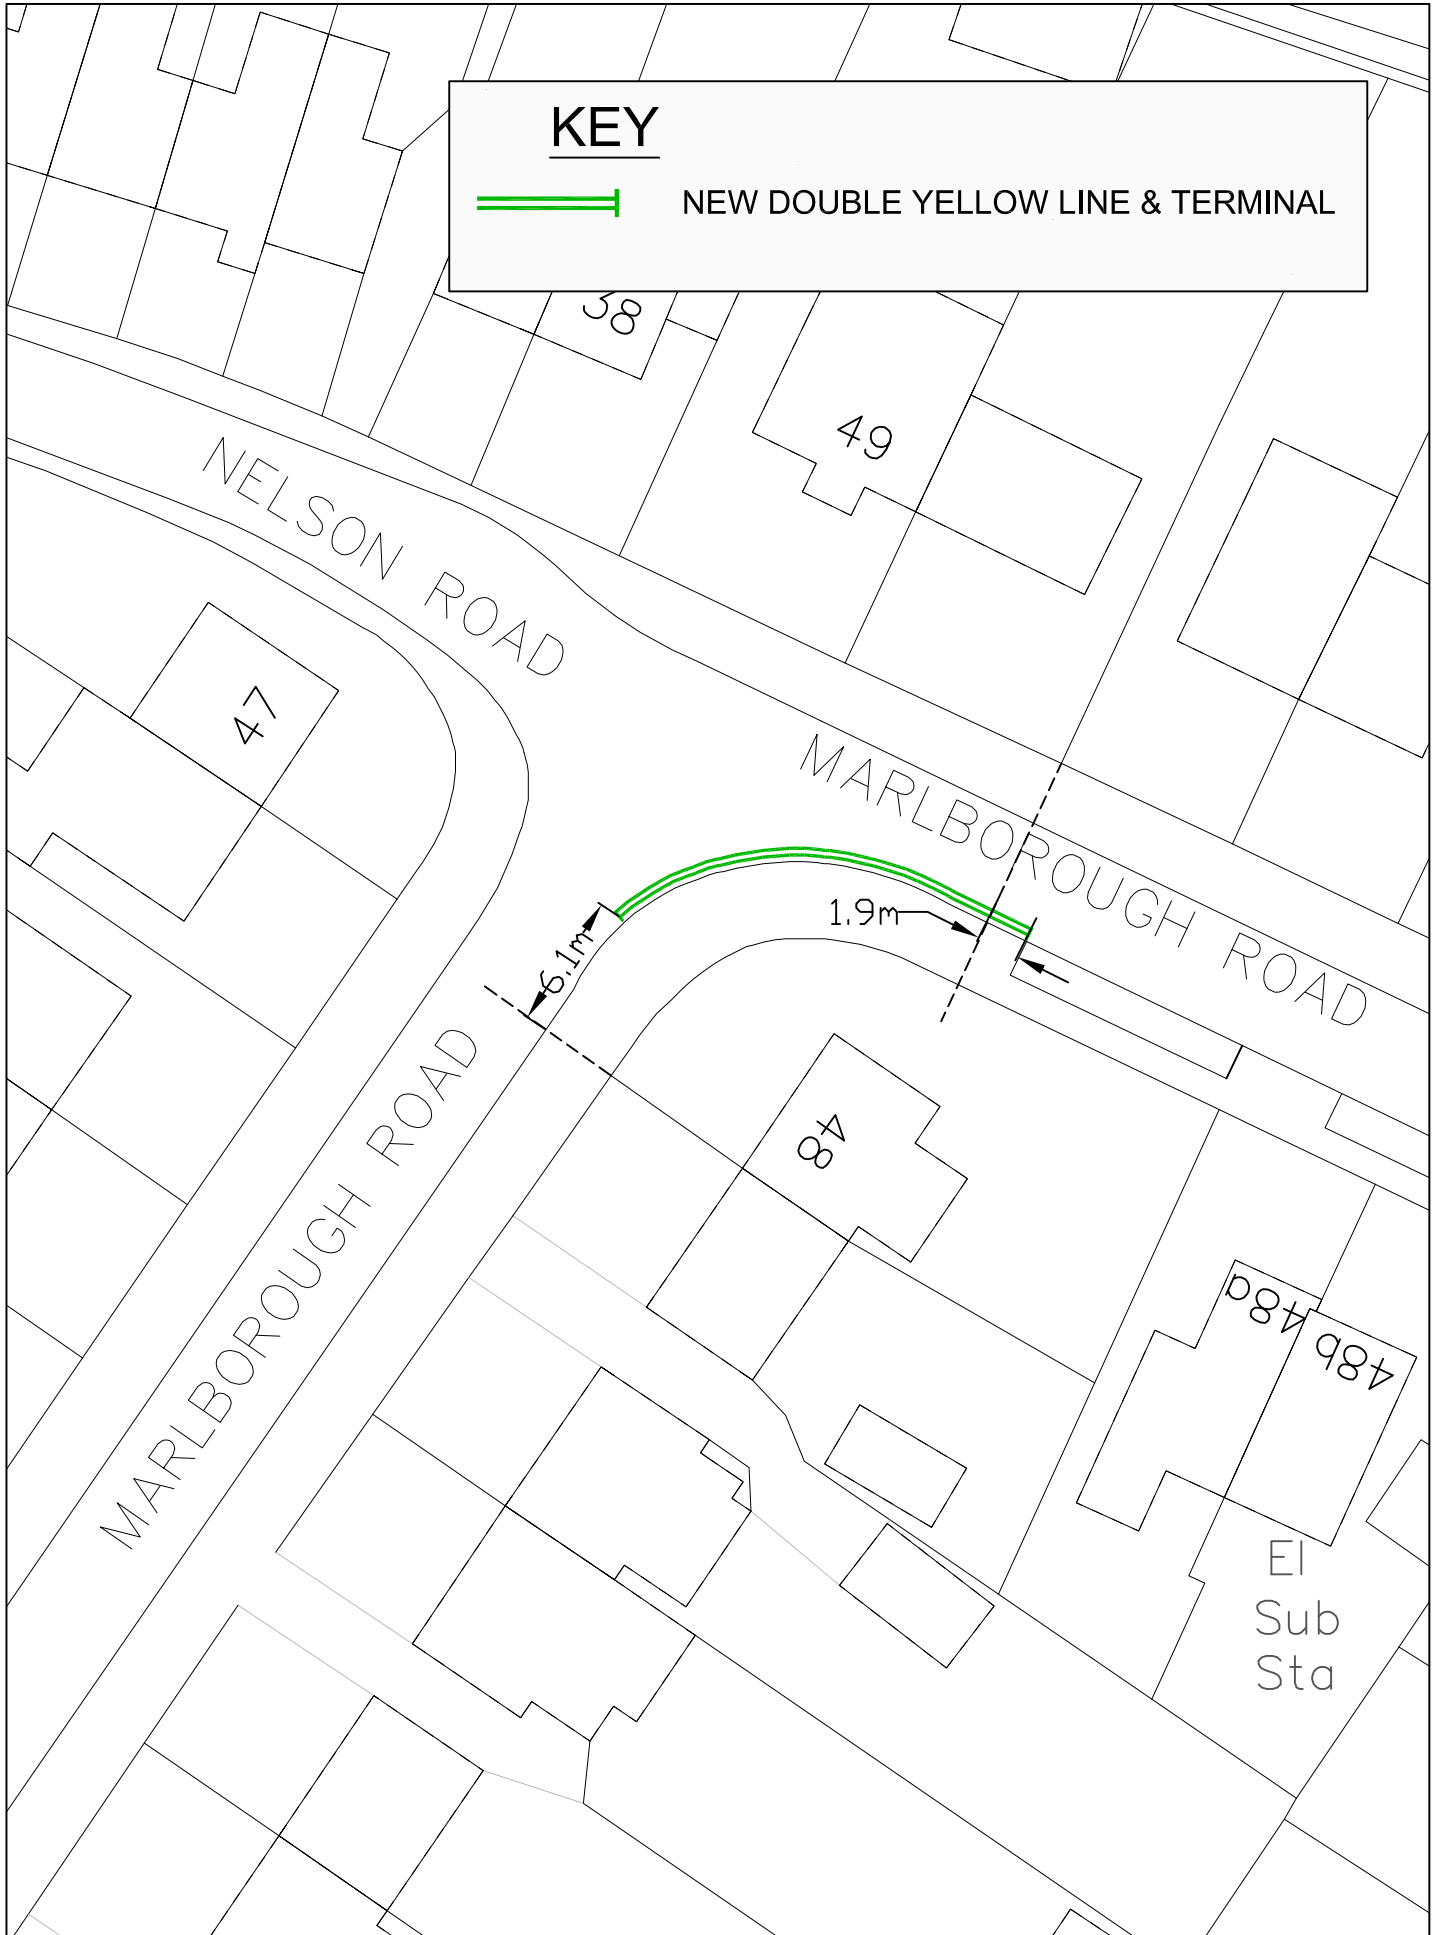 KEY
NEW DOUBLE YELLOW LINE & TERMINAL
38
49
NELSON ROAD
47
MARLBOROUGH ROAD
1.9m
6.1m
MARLBOROUGH ROAD
48
48a
48b
El
Sub
Sta